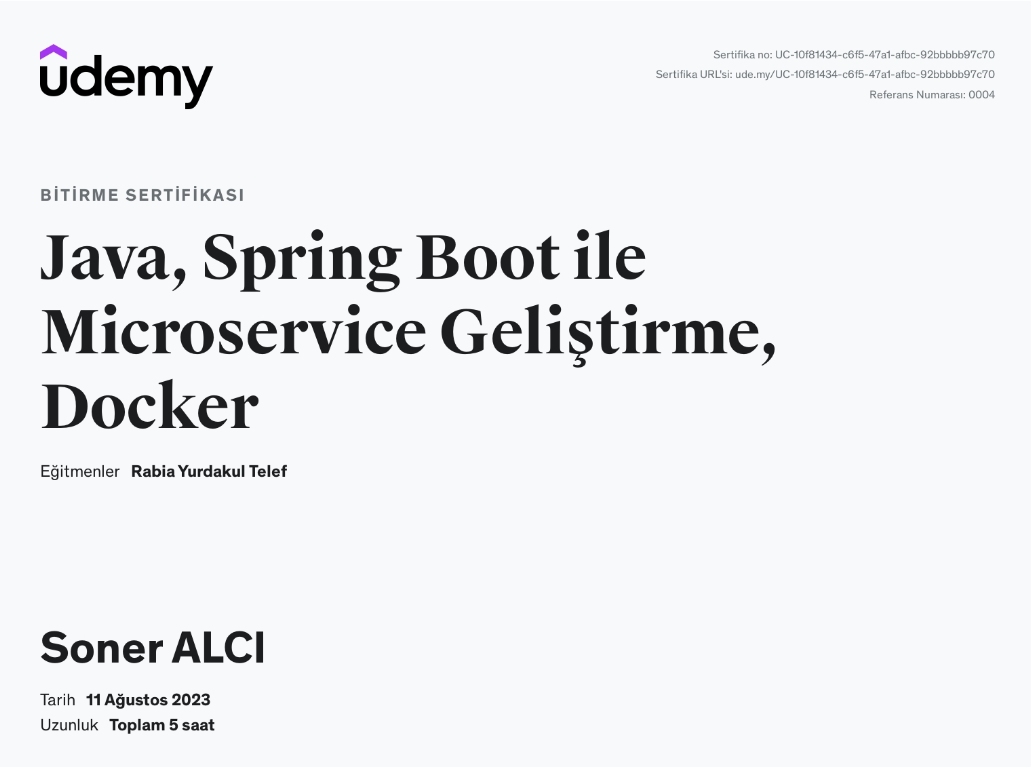 udemy
Sertifika no: UC-10f81434-c6f5-47a1-afbc-92bbbbb97c70
Sertifika URL'si: ude.my/UC-10f81434-c6f5-47a1-afbc-92bbbbb97c70
Referans Numarası: 0004
BİTİRME SERTİFİKASI
Java, Spring Boot ile
Microservice Geliştirme,
Docker
Eğitmenler Rabia Yurdakul Telef
Soner ALCI
Tarih 11 Ağustos 2023
Uzunluk Toplam 5 saat